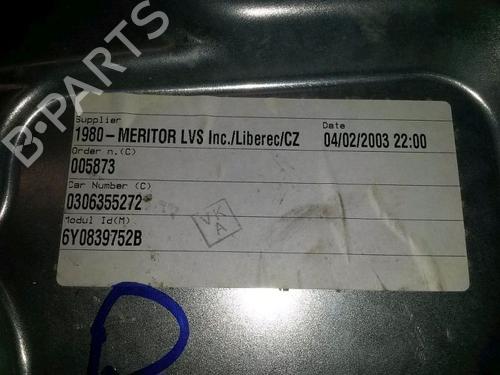 B-PARTS
Supplier Date
1980-MERITOR LVS Inc./Liberec/CZ 04/02/2003 22:00
Order n.(C)
005873
Car Number (C)
0306355272
VK
A
Modul Id(M)
6Y0839752B